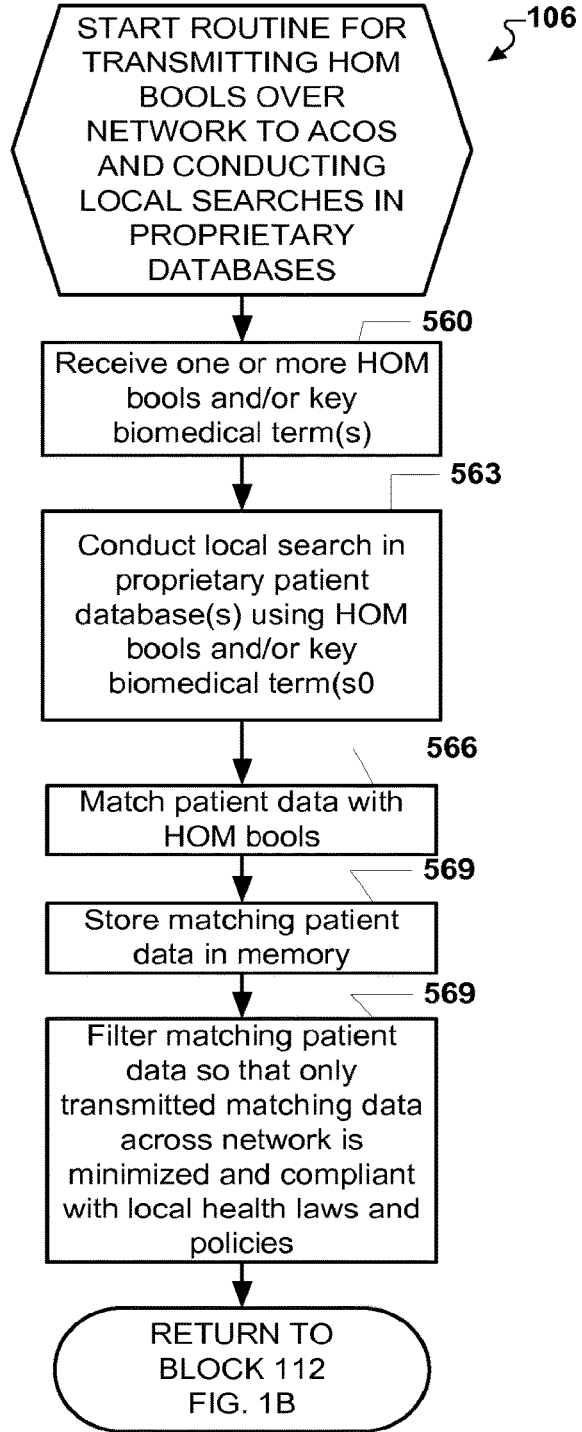 START ROUTINE FOR
TRANSMITTING HOM
BOOLS OVER
NETWORK TO ACOS
AND CONDUCTING
LOCAL SEARCHES IN
PROPRIETARY
DATABASES
106
560
Receive one or more HOM
bools and/or key
biomedical term(s)
563
Conduct local search in
proprietary patient
database(s) using HOM
bools and/or key
biomedical term(s0
566
Match patient data with
HOM bools
569
Store matching patient
data in memory
569
Filter matching patient
data so that only
transmitted matching data
across network is
minimized and compliant
with local health laws and
policies
RETURN TO
BLOCK 112
FIG. 1B